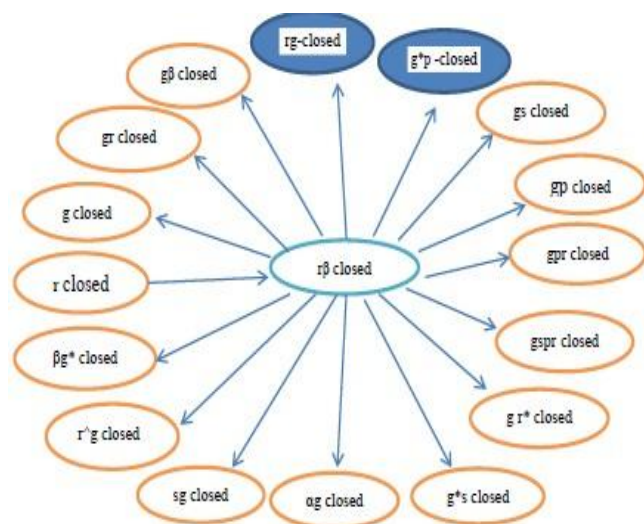 rg-closed
g*p -closed
gβ closed
gs closed
gr closed
gp closed
g closed
gpr closed
rβ closed
r closed
gspr closed
βg* closed
g r* closed
r^g closed
sg closed
αg closed
g*s closed